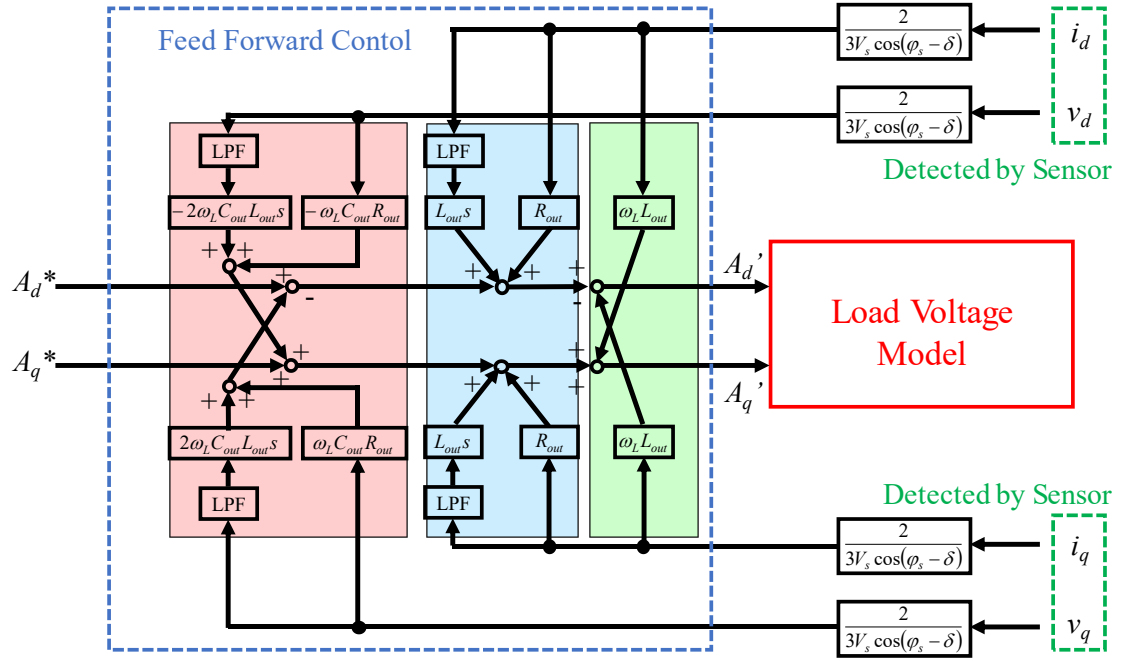 Feed Forward Contol
2
3V_s cos(φ_s − δ)
i_d
2
3V_s cos(φ_s − δ)
v_d
Detected by Sensor
LPF
LPF
−2ω_L C_out L_out s
−ω_L C_out R_out
L_out s
R_out
ω_L L_out
+ +
A_d*
+
-
+ +
+
-
A_d’
Load Voltage
Model
A_q*
+
+
+ +
+
+
A_q’
+ +
2ω_L C_out L_out s
ω_L C_out R_out
L_out s
R_out
ω_L L_out
LPF
LPF
Detected by Sensor
2
3V_s cos(φ_s − δ)
i_q
2
3V_s cos(φ_s − δ)
v_q